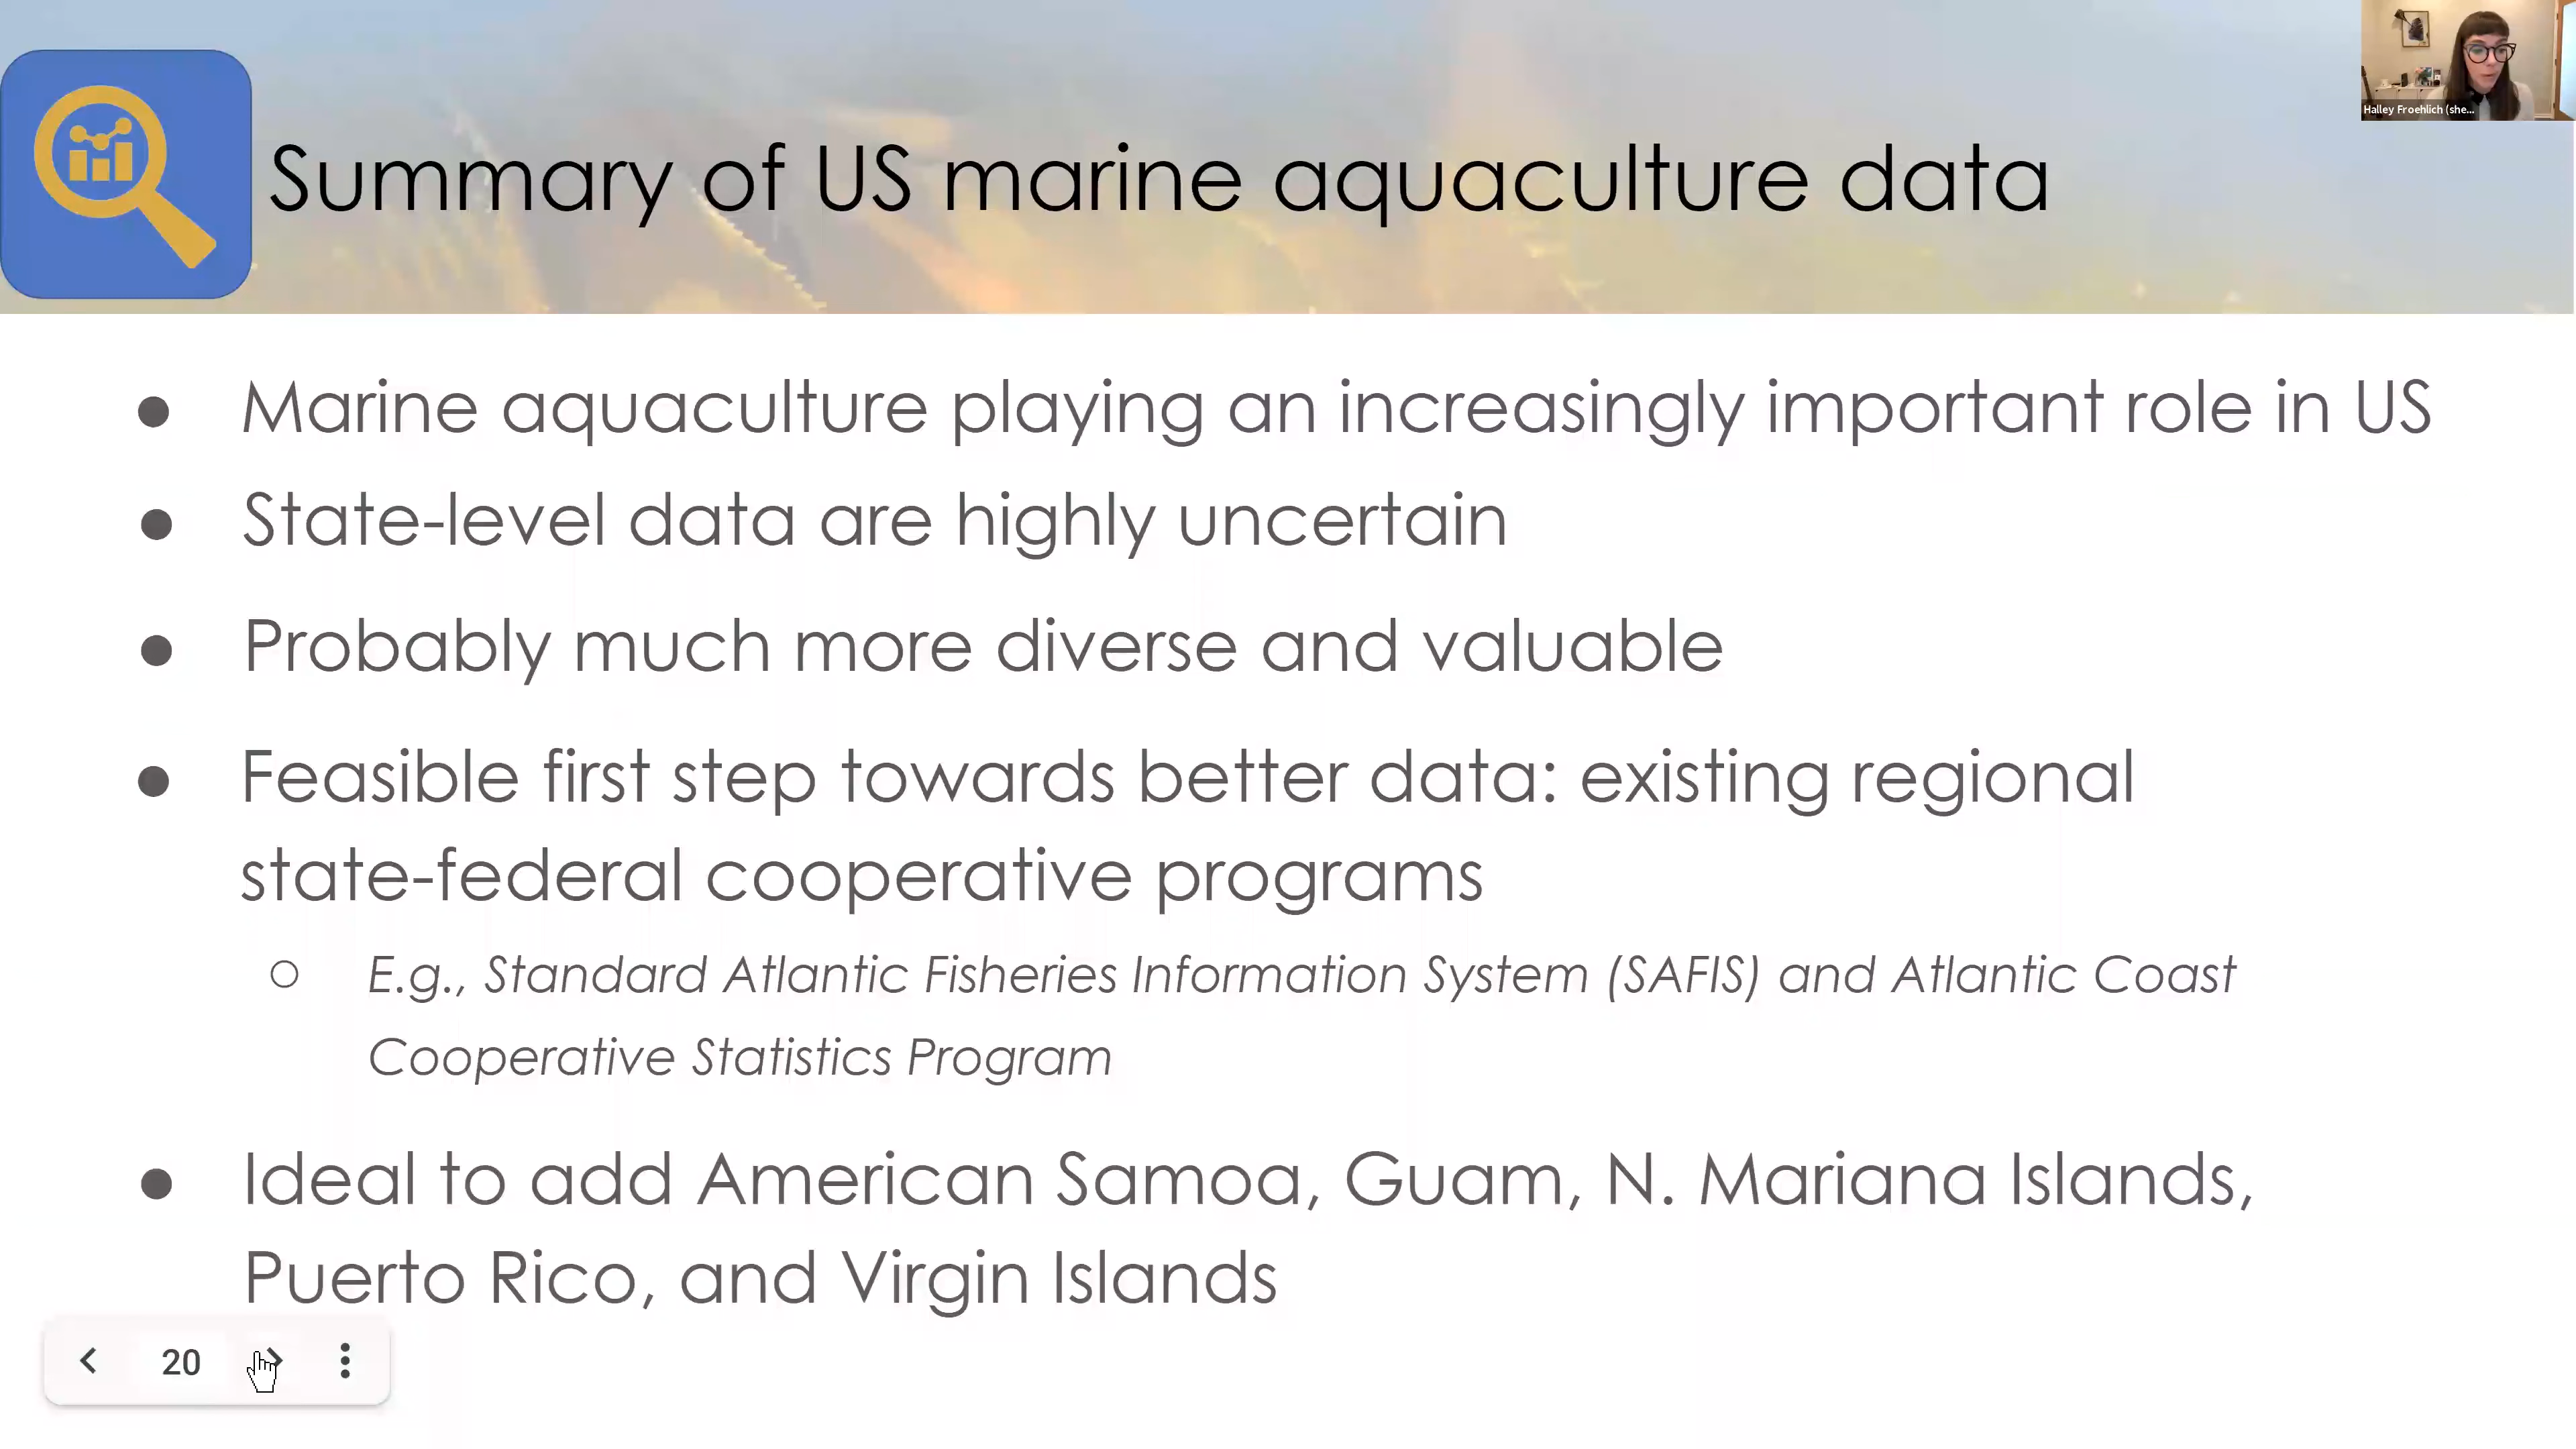 Halley Froehlich (she...
Summary of US marine aquaculture data
● Marine aquaculture playing an increasingly important role in US
● State-level data are highly uncertain
● Probably much more diverse and valuable
● Feasible first step towards better data: existing regional
state-federal cooperative programs
○ E.g., Standard Atlantic Fisheries Information System (SAFIS) and Atlantic Coast
Cooperative Statistics Program
● Ideal to add American Samoa, Guam, N. Mariana Islands,
Puerto Rico, and Virgin Islands
20